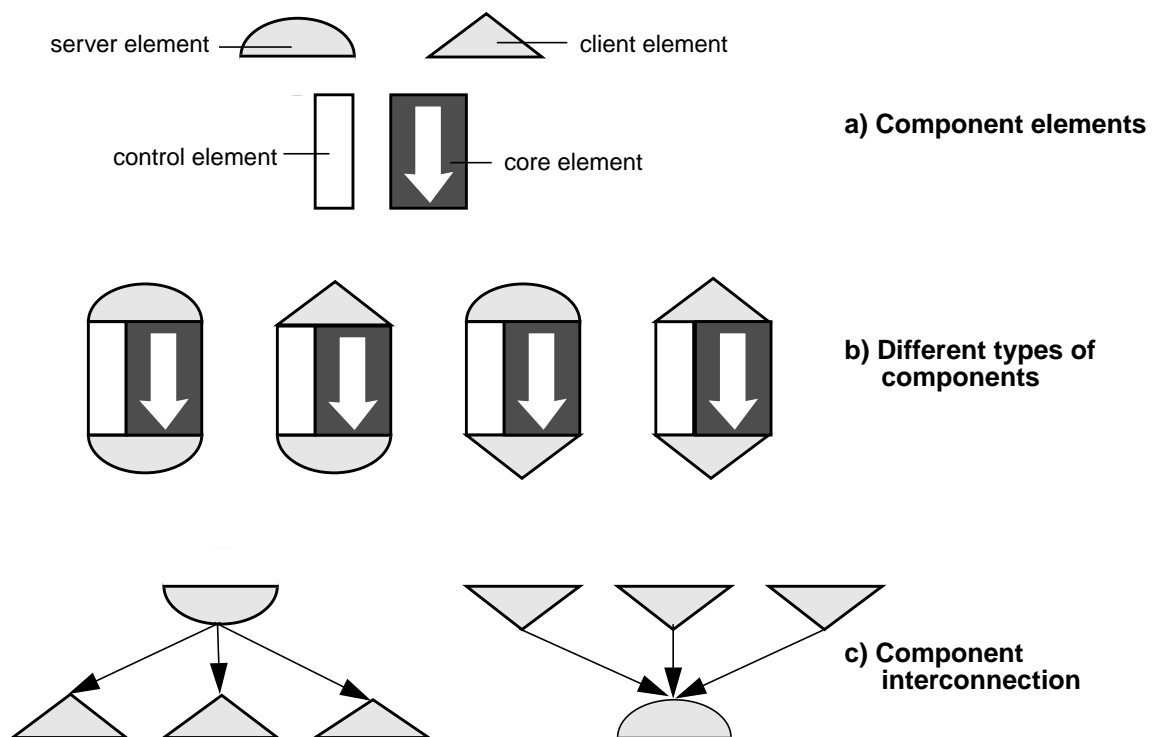 server element
client element
a) Component elements
control element
core element
b) Different types of
components
c) Component
interconnection